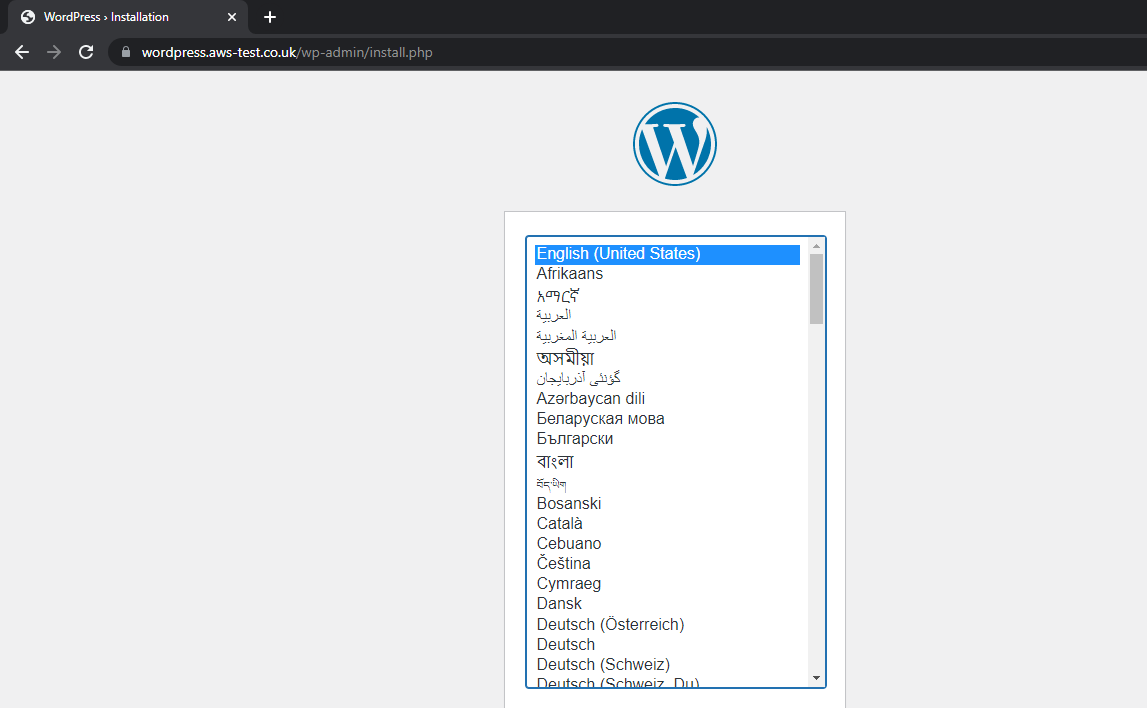 WordPress › Installation
wordpress.aws-test.co.uk/wp-admin/install.php
English (United States)
Afrikaans
አማርኛ
العربية
العربية المغربية
অসমীয়া
گؤنئی آذربایجان
Azərbaycan dili
Беларуская мова
Български
বাংলা
བོད་ཡིག
Bosanski
Català
Cebuano
Čeština
Cymraeg
Dansk
Deutsch (Österreich)
Deutsch
Deutsch (Schweiz)
Deutsch (Schweiz, Du)